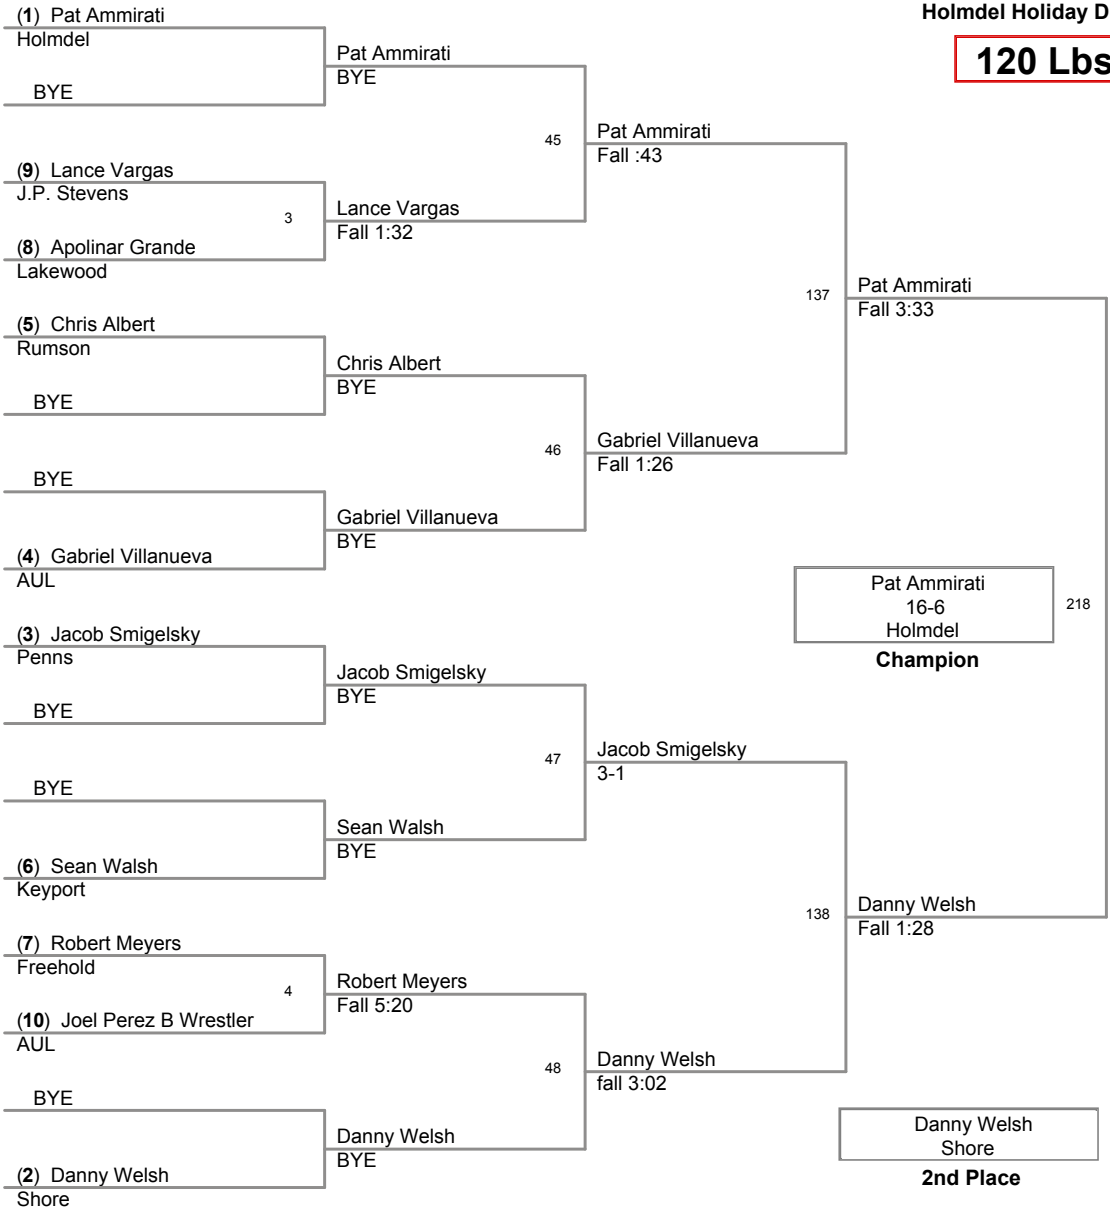 Holmdel Holiday D
120 Lbs
(1) Pat Ammirati
Holmdel
BYE
(9) Lance Vargas
J.P. Stevens
3
(8) Apolinar Grande
Lakewood
(5) Chris Albert
Rumson
BYE
BYE
(4) Gabriel Villanueva
AUL
(3) Jacob Smigelsky
Penns
BYE
BYE
(6) Sean Walsh
Keyport
(7) Robert Meyers
Freehold
4
(10) Joel Perez B Wrestler
AUL
BYE
(2) Danny Welsh
Shore
Pat Ammirati
BYE
45
Lance Vargas
Fall 1:32
Chris Albert
BYE
46
Gabriel Villanueva
BYE
Jacob Smigelsky
BYE
47
Sean Walsh
BYE
Robert Meyers
Fall 5:20
48
Danny Welsh
BYE
Pat Ammirati
Fall :43
137
Gabriel Villanueva
Fall 1:26
Jacob Smigelsky
3-1
138
Danny Welsh
fall 3:02
Pat Ammirati
Fall 3:33
218
Danny Welsh
Fall 1:28
Pat Ammirati
16-6
Holmdel
Champion
Danny Welsh
Shore
2nd Place